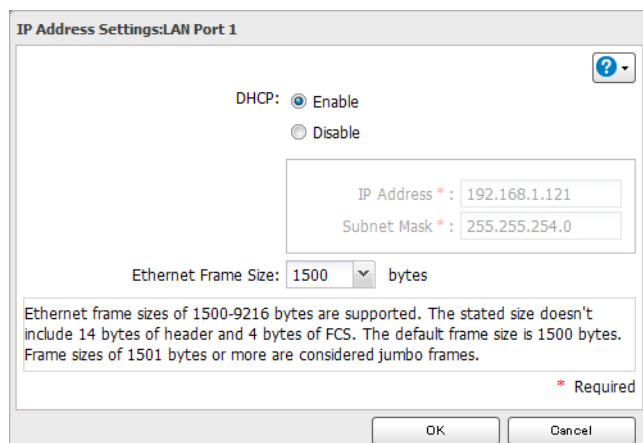 IP Address Settings:LAN Port 1
?
DHCP: Enable
Disable
IP Address * : 192.168.1.121
Subnet Mask * : 255.255.254.0
Ethernet Frame Size: 1500 bytes
Ethernet frame sizes of 1500-9216 bytes are supported. The stated size doesn't
include 14 bytes of header and 4 bytes of FCS. The default frame size is 1500 bytes.
Frame sizes of 1501 bytes or more are considered jumbo frames.
* Required
OK Cancel